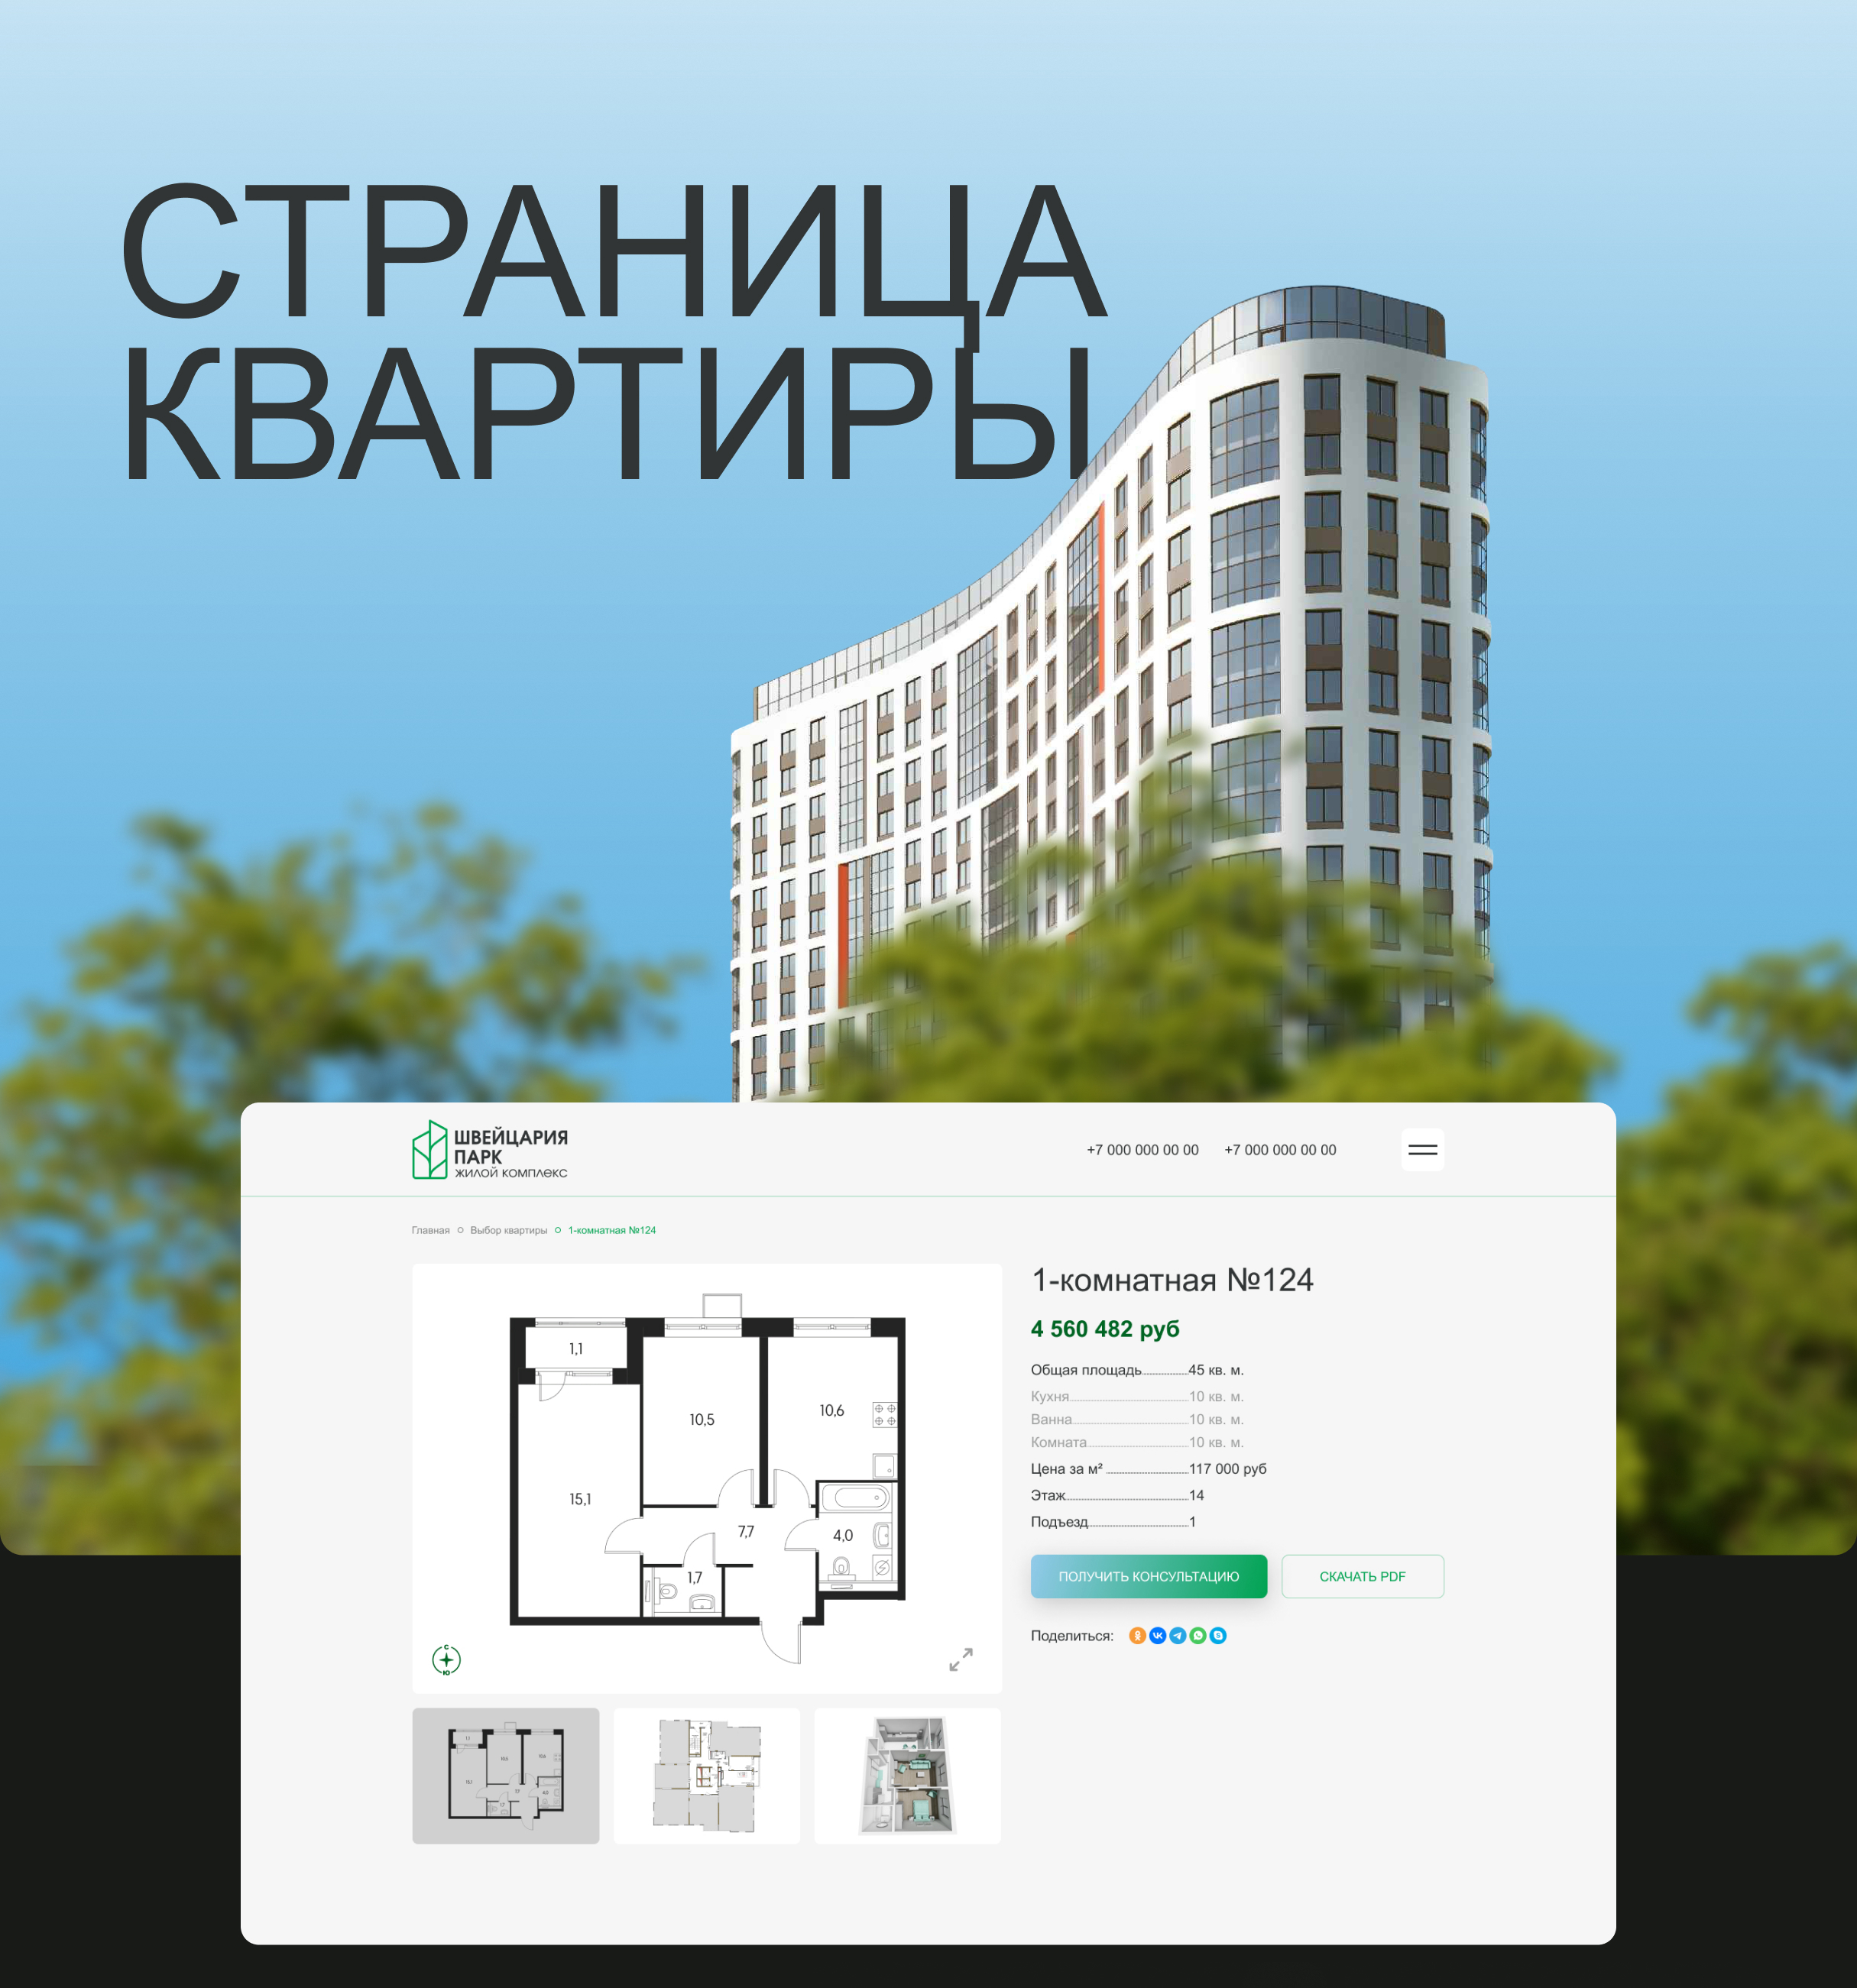 СТРАНИЦА
КВАРТИРЫ
ШВЕЙЦАРИЯ
ПАРК
ЖИЛОЙ КОМПЛЕКС
+7 000 000 00 00 +7 000 000 00 00
Главная Выбор квартиры 1-комнатная №124
1,1
10,5
10,6
15,1
7,7
4,0
1,7
С
Ю
1-комнатная №124
4 560 482 руб
Общая площадь 45 кв. м.
Кухня 10 кв. м.
Ванна 10 кв. м.
Комната 10 кв. м.
Цена за м² 117 000 руб
Этаж 14
Подъезд 1
ПОЛУЧИТЬ КОНСУЛЬТАЦИЮ СКАЧАТЬ PDF
Поделиться: